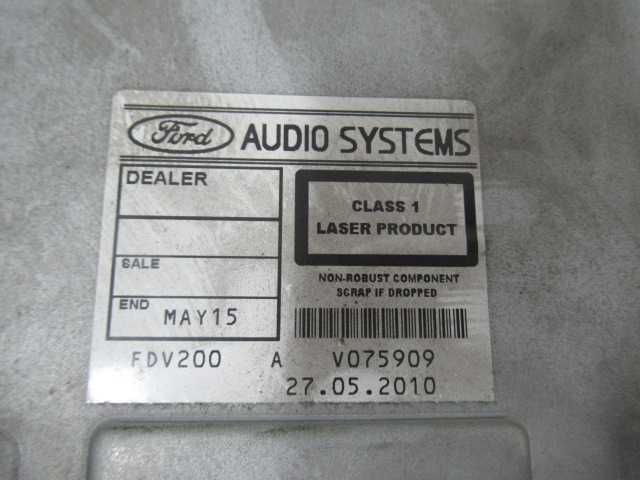 Ford AUDIO SYSTEMS
DEALER
CLASS 1
LASER PRODUCT
SALE
NON-ROBUST COMPONENT
SCRAP IF DROPPED
END MAY15
FDV200 A V075909
27.05.2010